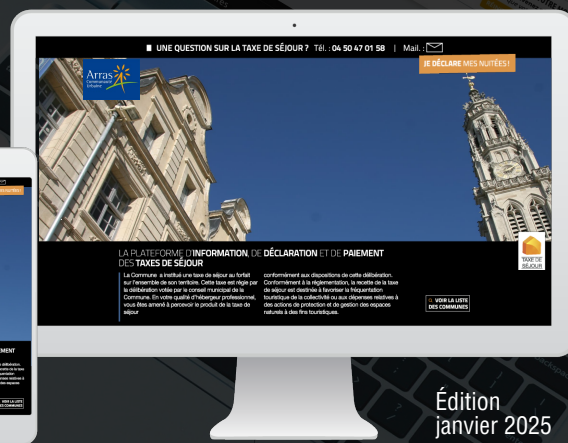 UNE QUESTION SUR LA TAXE DE SÉJOUR ? Tél. : 04 50 47 01 58 | Mail. :
JE DÉCLARE MES NUITÉES !
Arras
Communauté
Urbaine
LA PLATEFORME D'INFORMATION, DE DÉCLARATION ET DE PAIEMENT
DES TAXES DE SÉJOUR
La Commune a institué une taxe de séjour au forfait
sur l'ensemble de son territoire. Cette taxe est régie par
la délibération votée par le conseil municipal de la
Commune. En votre qualité d'hébergeur professionnel,
vous êtes amené à percevoir le produit de la taxe de
séjour
conformément aux dispositions de cette délibération.
Conformément à la réglementation, la recette de la taxe
de séjour est destinée à favoriser la fréquentation
touristique de la collectivité ou aux dépenses relatives à
des actions de protection et de gestion des espaces
naturels à des fins touristiques.
TAXE DE
SÉJOUR
VOIR LA LISTE
DES COMMUNES
Édition
janvier 2025